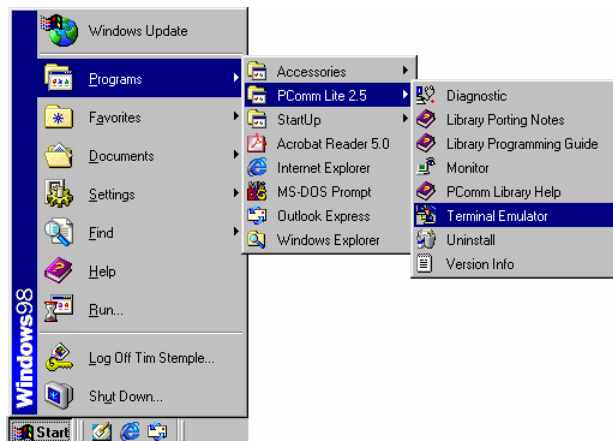 Windows Update
Programs
Favorites
Documents
Settings
Find
Help
Run...
Log Off Tim Stemple...
Shut Down...
Windows98
Start
Accessories
PComm Lite 2.5
StartUp
Acrobat Reader 5.0
Internet Explorer
MS-DOS Prompt
Outlook Express
Windows Explorer
Diagnostic
Library Porting Notes
Library Programming Guide
Monitor
PComm Library Help
Terminal Emulator
Uninstall
Version Info